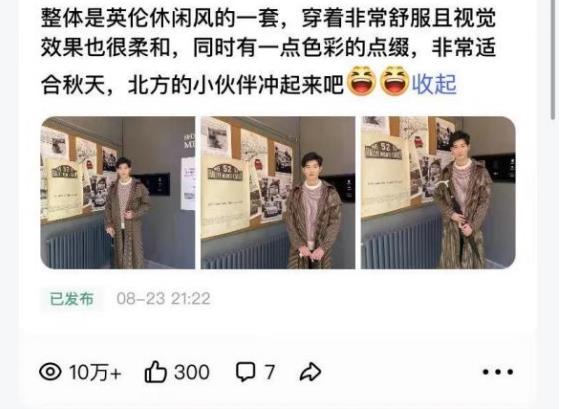 整体是英伦休闲风的一套，穿着非常舒服且视觉
效果也很柔和，同时有一点色彩的点缀，非常适
合秋天，北方的小伙伴冲起来吧😆😆收起
52
52
52
已发布 08-23 21:22
10万+ 300 7